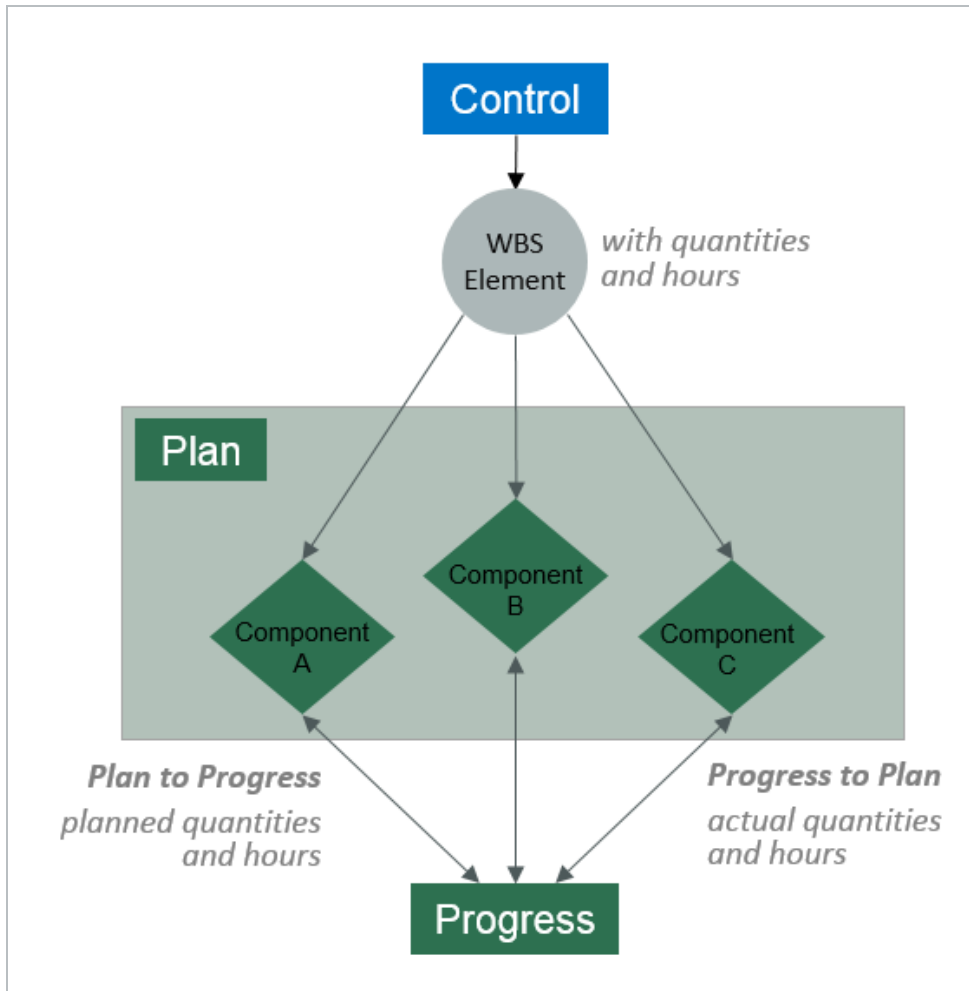 Control
WBS
Element
with quantities
and hours
Plan
Component
A
Component
B
Component
C
Plan to Progress
planned quantities
and hours
Progress to Plan
actual quantities
and hours
Progress